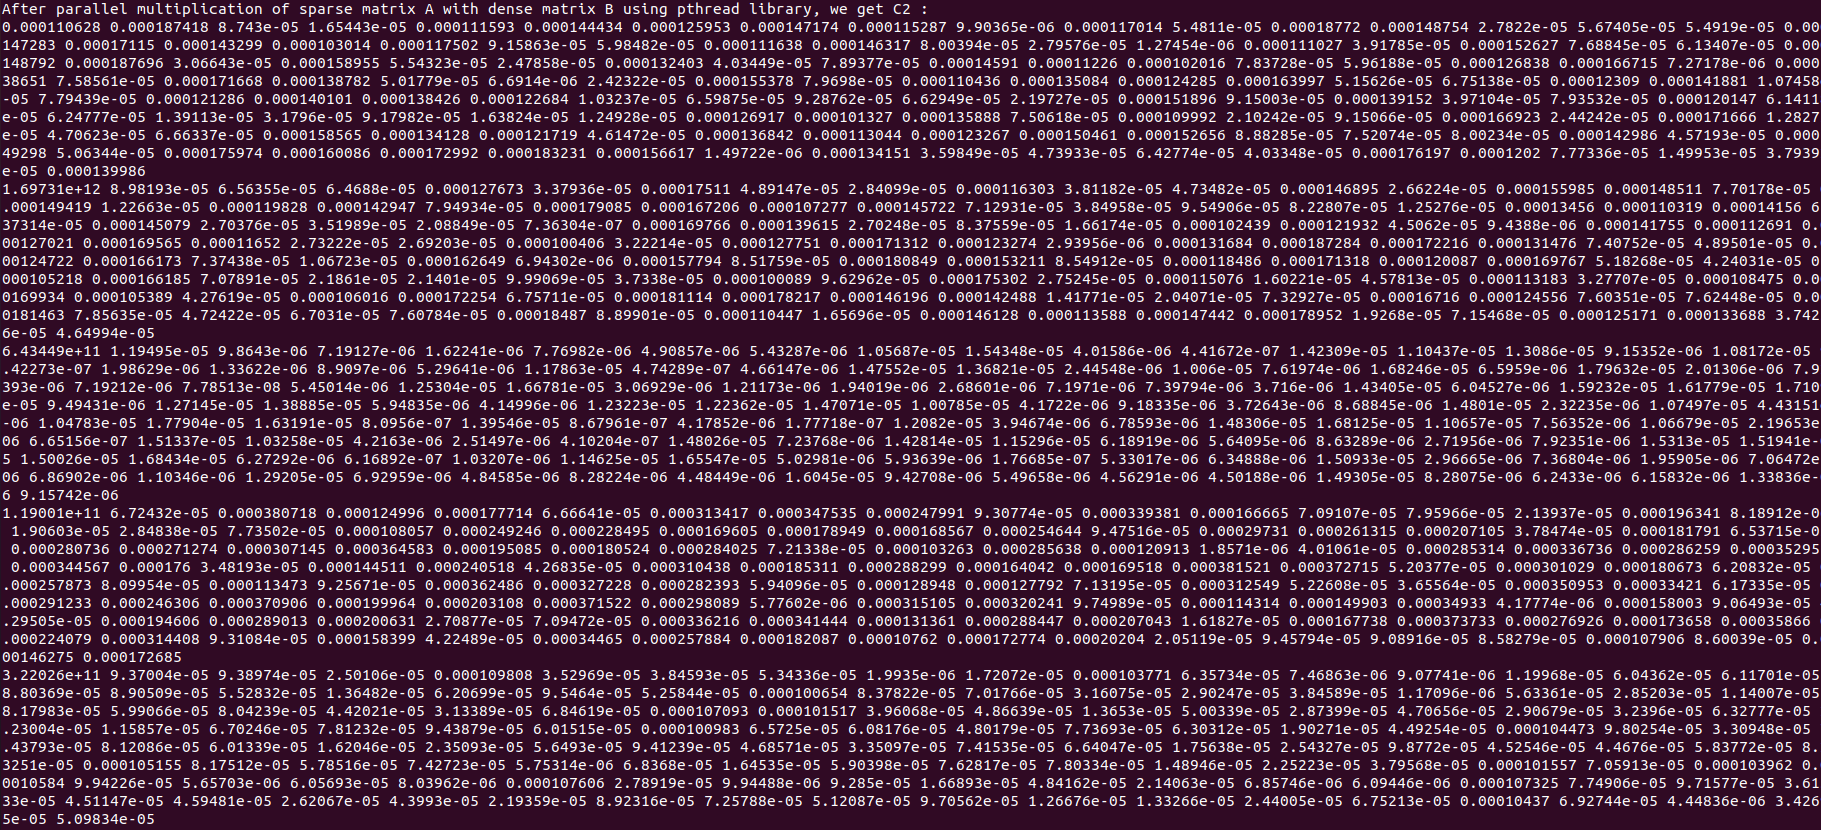 After parallel multiplication of sparse matrix A with dense matrix B using pthread library, we get C2 :
0.000110628 0.000187418 8.743e-05 1.65443e-05 0.000111593 0.000144434 0.000125953 0.000147174 0.000115287 9.90365e-06 0.000117014 5.4811e-05 0.00018772 0.000148754 2.7822e-05 5.67405e-05 5.4919e-05 0.00
147283 0.00017115 0.000143299 0.000103014 0.000117502 9.15863e-05 5.98482e-05 0.000111638 0.000146317 8.00394e-05 2.79576e-05 1.27454e-06 0.000111027 3.91785e-05 0.000152627 7.68845e-05 6.13407e-05 0.00
148792 0.000187696 3.06643e-05 0.000158955 5.54323e-05 2.47858e-05 0.000132403 4.03449e-05 7.89377e-05 0.00014591 0.00011226 0.000102016 7.83728e-05 5.96188e-05 0.000126838 0.000166715 7.27178e-06 0.000
38651 7.58561e-05 0.000171668 0.000138782 5.01779e-05 6.6914e-06 2.42322e-05 0.000155378 7.9698e-05 0.000110436 0.000135084 0.000124285 0.000163997 5.15626e-05 6.75138e-05 0.00012309 0.000141881 1.07458
-05 7.79439e-05 0.000121286 0.000140101 0.000138426 0.000122684 1.03237e-05 6.59875e-05 9.28762e-05 6.62949e-05 2.19727e-05 0.000151896 9.15003e-05 0.000139152 3.97104e-05 7.93532e-05 0.000120147 6.1411
e-05 6.24777e-05 1.39113e-05 3.1796e-05 9.17982e-05 1.63824e-05 1.24928e-05 0.000126917 0.000101327 0.000135888 7.50618e-05 0.000109992 2.10242e-05 9.15066e-05 0.000166923 2.44242e-05 0.000171666 1.2827
e-05 4.70623e-05 6.66337e-05 0.000158565 0.000134128 0.000121719 4.61472e-05 0.000136842 0.000113044 0.000123267 0.000150461 0.000152656 8.88285e-05 7.52074e-05 8.00234e-05 0.000142986 4.57193e-05 0.000
49298 5.06344e-05 0.000175974 0.000160086 0.000172992 0.000183231 0.000156617 1.49722e-06 0.000134151 3.59849e-05 4.73933e-05 6.42774e-05 4.03348e-05 0.000176197 0.0001202 7.77336e-05 1.49953e-05 3.7939
e-05 0.000139986
1.69731e+12 8.98193e-05 6.56355e-05 6.4688e-05 0.000127673 3.37936e-05 0.00017511 4.89147e-05 2.84099e-05 0.000116303 3.81182e-05 4.73482e-05 0.000146895 2.66224e-05 0.000155985 0.000148511 7.70178e-05 0
.000149419 1.22663e-05 0.000119828 0.000142947 7.94934e-05 0.000179085 0.000167206 0.000107277 0.000145722 7.12931e-05 3.84958e-05 9.54906e-05 8.22807e-05 1.25276e-05 0.00013456 0.000110319 0.00014156 6
37314e-05 0.000145079 2.70376e-05 3.51989e-05 2.08849e-05 7.36304e-07 0.000169766 0.000139615 2.70248e-05 8.37559e-05 1.66174e-05 0.000102439 0.000121932 4.5062e-05 9.4388e-06 0.000141755 0.000112691 0.0
00127021 0.000169565 0.00011652 2.73222e-05 2.69203e-05 0.000100406 3.22214e-05 0.000127751 0.000171312 0.000123274 2.93956e-06 0.000131684 0.000187284 0.000172216 0.000131476 7.40752e-05 4.89501e-05 0.0
00124722 0.000166173 7.37438e-05 1.06723e-05 0.000162649 6.94302e-06 0.000157794 8.51759e-05 0.000180849 0.000153211 8.54912e-05 0.000118486 0.000171318 0.000120087 0.000169767 5.18268e-05 4.24031e-05 0
000105218 0.000166185 7.07891e-05 2.1861e-05 2.1401e-05 9.99069e-05 3.7338e-05 0.000100089 9.62962e-05 0.000175302 2.75245e-05 0.000115076 1.60221e-05 4.57813e-05 0.000113183 3.27707e-05 0.000108475 0.0
0169934 0.000105389 4.27619e-05 0.000106016 0.000172254 6.75711e-05 0.000181114 0.000178217 0.000146196 0.000142488 1.41771e-05 2.04071e-05 7.32927e-05 0.00016716 0.000124556 7.60351e-05 7.62448e-05 0.0
0181463 7.85635e-05 4.72422e-05 6.7031e-05 7.60784e-05 0.00018487 8.89901e-05 0.000110447 1.65696e-05 0.000146128 0.000113588 0.000147442 0.000178952 1.9268e-05 7.15468e-05 0.000125171 0.000133688 3.742
6e-05 4.64994e-05
6.43449e+11 1.19495e-05 9.8643e-06 7.19127e-06 1.62241e-06 7.76982e-06 4.90857e-06 5.43287e-06 1.05687e-05 1.54348e-05 4.01586e-06 4.41672e-07 1.42309e-05 1.10437e-05 1.3086e-05 9.15352e-06 1.08172e-05
.42273e-07 1.98629e-06 1.33622e-06 8.9097e-06 5.29641e-06 1.17863e-05 4.74289e-07 4.66147e-06 1.47552e-05 1.36821e-05 2.44548e-06 1.006e-05 7.61974e-06 1.68246e-05 6.5959e-06 1.79632e-05 2.01306e-06 7.9
393e-06 7.19212e-06 7.78513e-08 5.45014e-06 1.25304e-05 1.66781e-05 3.06929e-06 1.21173e-06 1.94019e-06 2.68601e-06 7.1971e-06 7.39794e-06 3.716e-06 1.43405e-05 6.04527e-06 1.59232e-05 1.61779e-05 1.710
e-05 9.49431e-06 1.27145e-05 1.38885e-05 5.94835e-06 4.14996e-06 1.23223e-05 1.22362e-05 1.47071e-05 1.00785e-05 4.1722e-06 9.18335e-06 3.72643e-06 8.68845e-06 1.4801e-05 2.32235e-06 1.07497e-05 4.43151
-06 1.04783e-05 1.77904e-05 1.63191e-05 8.0956e-07 1.39546e-05 8.67961e-07 4.17852e-06 1.77718e-07 1.2082e-05 3.94674e-06 6.78593e-06 1.48306e-05 1.68125e-05 1.10657e-05 7.56352e-06 1.06679e-05 2.19653e
06 6.65156e-07 1.51337e-05 1.03258e-05 4.2163e-06 2.51497e-06 4.10204e-07 1.48026e-05 7.23768e-06 1.42814e-05 1.15296e-05 6.18919e-06 5.64095e-06 8.63289e-06 2.71956e-06 7.92351e-06 1.5313e-05 1.51941e-
5 1.50026e-05 1.68434e-05 6.27292e-06 6.16892e-07 1.03207e-06 1.14625e-05 1.65547e-05 5.02981e-06 5.93639e-06 1.76685e-07 5.33017e-06 6.34888e-06 1.50933e-05 2.96665e-06 7.36804e-06 1.95905e-06 7.06472e
06 6.86902e-06 1.10346e-06 1.29205e-05 6.92959e-06 4.84585e-06 8.28224e-06 4.48449e-06 1.6045e-05 9.42708e-06 5.49658e-06 4.56291e-06 4.50188e-06 1.49305e-05 8.28075e-06 6.2433e-06 6.15832e-06 1.33836e-
6 9.15742e-06
1.19001e+11 6.72432e-05 0.000380718 0.000124996 0.000177714 6.66641e-05 0.000313417 0.000347535 0.000247991 9.30774e-05 0.000339381 0.000166665 7.09107e-05 7.95966e-05 2.13937e-05 0.000196341 8.18912e-0
1.90603e-05 2.84838e-05 7.73502e-05 0.000108057 0.000249246 0.000228495 0.000169605 0.000178949 0.000168567 0.000254644 9.47516e-05 0.00029731 0.000261315 0.000207105 3.78474e-05 0.000181791 6.53715e-0
0.000280736 0.000271274 0.000307145 0.000364583 0.000195085 0.000180524 0.000284025 7.21338e-05 0.000103263 0.000285638 0.000120913 1.8571e-06 4.01061e-05 0.000285314 0.000336736 0.000286259 0.00035295
0.000344567 0.000176 3.48193e-05 0.000144511 0.000240518 4.26835e-05 0.000310438 0.000185311 0.000288299 0.000164042 0.000169518 0.000381521 0.000372715 5.20377e-05 0.000301029 0.000180673 6.20832e-05
.000257873 8.09954e-05 0.000113473 9.25671e-05 0.000362486 0.000327228 0.000282393 5.94096e-05 0.000128948 0.000127792 7.13195e-05 0.000312549 5.22608e-05 3.65564e-05 0.000350953 0.00033421 6.17335e-05
.000291233 0.000246306 0.000370906 0.000199964 0.000203108 0.000371522 0.000298089 5.77602e-06 0.000315105 0.000320241 9.74989e-05 0.000114314 0.000149903 0.00034933 4.17774e-06 0.000158003 9.06493e-05
.29505e-05 0.000194606 0.000289013 0.000200631 2.70877e-05 7.09472e-05 0.000336216 0.000341444 0.000131361 0.000288447 0.000207043 1.61827e-05 0.000167738 0.000373733 0.000276926 0.000173658 0.00035866
.000224079 0.000314408 9.31084e-05 0.000158399 4.22489e-05 0.00034465 0.000257884 0.000182087 0.00010762 0.000172774 0.00020204 2.05119e-05 9.45794e-05 9.08916e-05 8.58279e-05 0.000107906 8.60039e-05 0.
00146275 0.000172685
3.22026e+11 9.37004e-05 9.38974e-05 2.50106e-05 0.000109808 3.52969e-05 3.84593e-05 5.34336e-05 1.9935e-06 1.72072e-05 0.000103771 6.35734e-05 7.46863e-06 9.07741e-06 1.19968e-05 6.04362e-05 6.11701e-05
8.80369e-05 8.90509e-05 5.52832e-05 1.36482e-05 6.20699e-05 9.5464e-05 5.25844e-05 0.000100654 8.37822e-05 7.01766e-05 3.16075e-05 2.90247e-05 3.84589e-05 1.17096e-06 5.63361e-05 2.85203e-05 1.14007e-05
8.17983e-05 5.99066e-05 8.04239e-05 4.42021e-05 3.13389e-05 6.84619e-05 0.000107093 0.000101517 3.96068e-05 4.86639e-05 1.3653e-05 5.00339e-05 2.87399e-05 4.70656e-05 2.90679e-05 3.2396e-05 6.32777e-05
.23004e-05 1.15857e-05 6.70246e-05 7.81232e-05 9.43879e-05 6.01515e-05 0.000100983 6.5725e-05 6.08176e-05 4.80179e-05 7.73693e-05 6.30312e-05 1.90271e-05 4.49254e-05 0.000104473 9.80254e-05 3.30948e-05
.43793e-05 8.12086e-05 6.01339e-05 1.62046e-05 2.35093e-05 5.6493e-05 9.41239e-05 4.68571e-05 3.35097e-05 7.41535e-05 6.64047e-05 1.75638e-05 2.54327e-05 9.8772e-05 4.52546e-05 4.4676e-05 5.83772e-05 8.
3251e-05 0.000105155 8.17512e-05 5.78516e-05 7.42723e-05 5.75314e-06 6.8368e-05 1.64535e-05 5.90398e-05 7.62817e-05 7.80334e-05 1.48946e-05 2.25223e-05 3.79568e-05 0.000101557 7.05913e-05 0.000103962 0.
0010584 9.94226e-05 5.65703e-06 6.05693e-05 8.03962e-06 0.000107606 2.78919e-05 9.94488e-06 9.285e-05 1.66893e-05 4.84162e-05 2.14063e-05 6.85746e-06 6.09446e-06 0.000107325 7.74906e-05 9.71577e-05 3.61
33e-05 4.51147e-05 4.59481e-05 2.62067e-05 4.3993e-05 2.19359e-05 8.92316e-05 7.25788e-05 5.12087e-05 9.70562e-05 1.26676e-05 1.33266e-05 2.44005e-05 6.75213e-05 0.00010437 6.92744e-05 4.44836e-06 3.426
5e-05 5.09834e-05